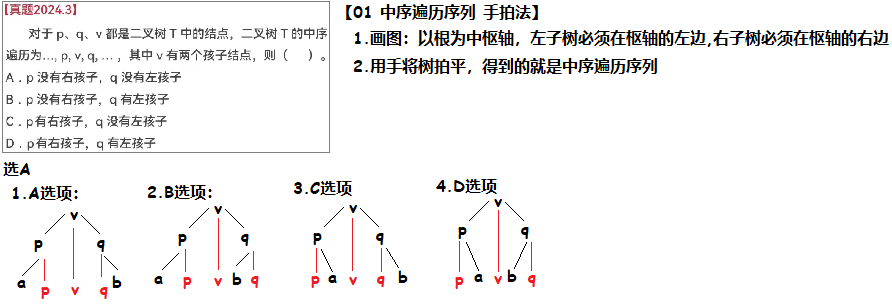 【真题2024.3】
对于 p、q、v 都是二叉树 T 中的结点，二叉树 T 的中序
遍历为…, p, v, q, … ，其中 v 有两个孩子结点，则（ ）。
A．p 没有右孩子，q 没有左孩子
B．p 没有右孩子，q 有左孩子
C．p 有右孩子，q 没有左孩子
D．p 有右孩子，q 有左孩子
【01 中序遍历序列 手拍法】
1.画图：以根为中枢轴，左子树必须在枢轴的左边,右子树必须在枢轴的右边
2.用手将树拍平，得到的就是中序遍历序列
选A
1.A选项：
v
p q
a p v q b
2.B选项：
v
p q
a p v b q
3.C选项
v
p q
p a v q b
4.D选项
v
p q
p a v b q